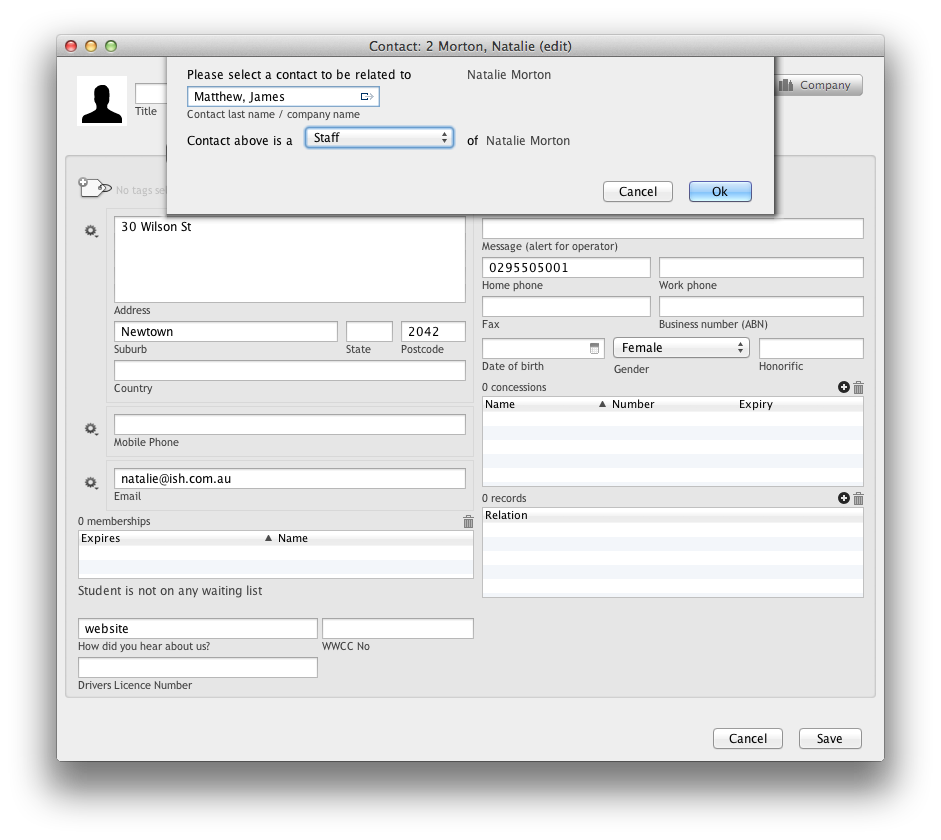 Contact: 2 Morton, Natalie (edit)
Please select a contact to be related to Natalie Morton
Matthew, James
Contact last name / company name
Contact above is a Staff of Natalie Morton
Cancel Ok
Company
Title
No tags se
30 Wilson St
Address
Newtown 2042
Suburb State Postcode
Country
Mobile Phone
natalie@ish.com.au
Email
0 memberships
Expires Name
Student is not on any waiting list
website
How did you hear about us? WWCC No
Drivers Licence Number
Message (alert for operator)
0295505001
Home phone Work phone
Fax Business number (ABN)
Female
Date of birth Gender Honorific
0 concessions
Name Number Expiry
0 records
Relation
Cancel Save